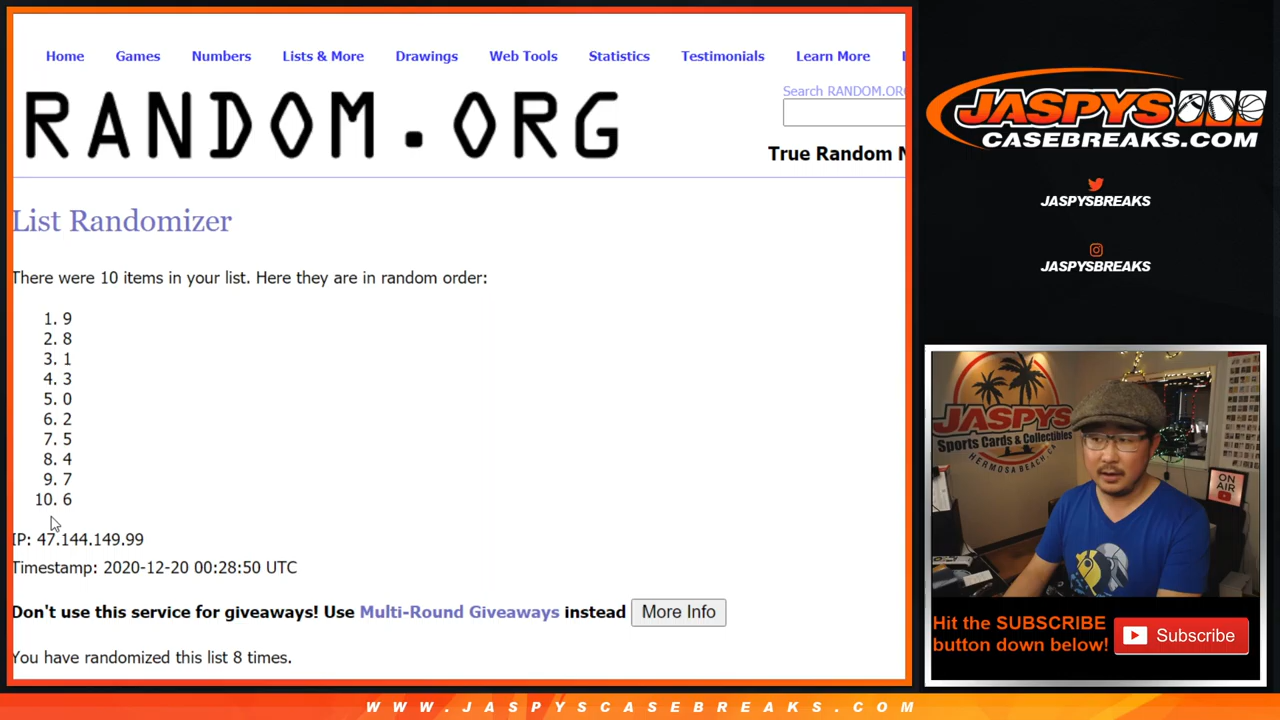 Home Games Numbers Lists & More Drawings Web Tools Statistics Testimonials Learn More
Search RANDOM.ORG
RANDOM.ORG
True Random N
List Randomizer
There were 10 items in your list. Here they are in random order:
1. 9
2. 8
3. 1
4. 3
5. 0
6. 2
7. 5
8. 4
9. 7
10. 6
IP: 47.144.149.99
Timestamp: 2020-12-20 00:28:50 UTC
Don't use this service for giveaways! Use Multi-Round Giveaways instead More Info
You have randomized this list 8 times.
JASPYS
CASEBREAKS.COM
JASPYSBREAKS
JASPYSBREAKS
JASPYS
Sports Cards & Collectibles
HERMOSA BEACH, CA
ON
AIR
Hit the SUBSCRIBE
button down below!
Subscribe
WWW.JASPYSCASEBREAKS.COM